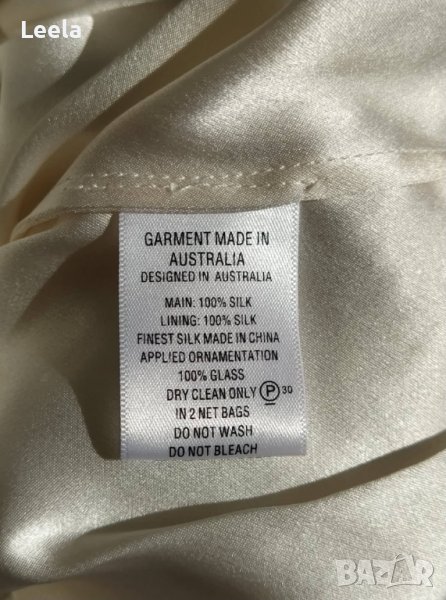 Leela
GARMENT MADE IN
AUSTRALIA
DESIGNED IN AUSTRALIA
MAIN: 100% SILK
LINING: 100% SILK
FINEST SILK MADE IN CHINA
APPLIED ORNAMENTATION
100% GLASS
DRY CLEAN ONLY Ⓟ 30
IN 2 NET BAGS
DO NOT WASH
DO NOT BLEACH
BAZAR